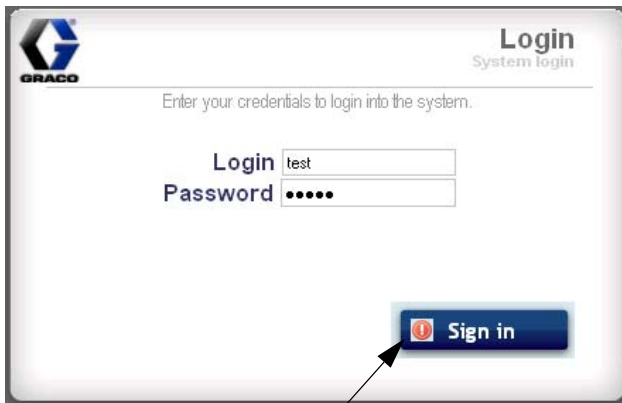 GRACO
Login
System login
Enter your credentials to login into the system.
Login test
Password •••••
Sign in